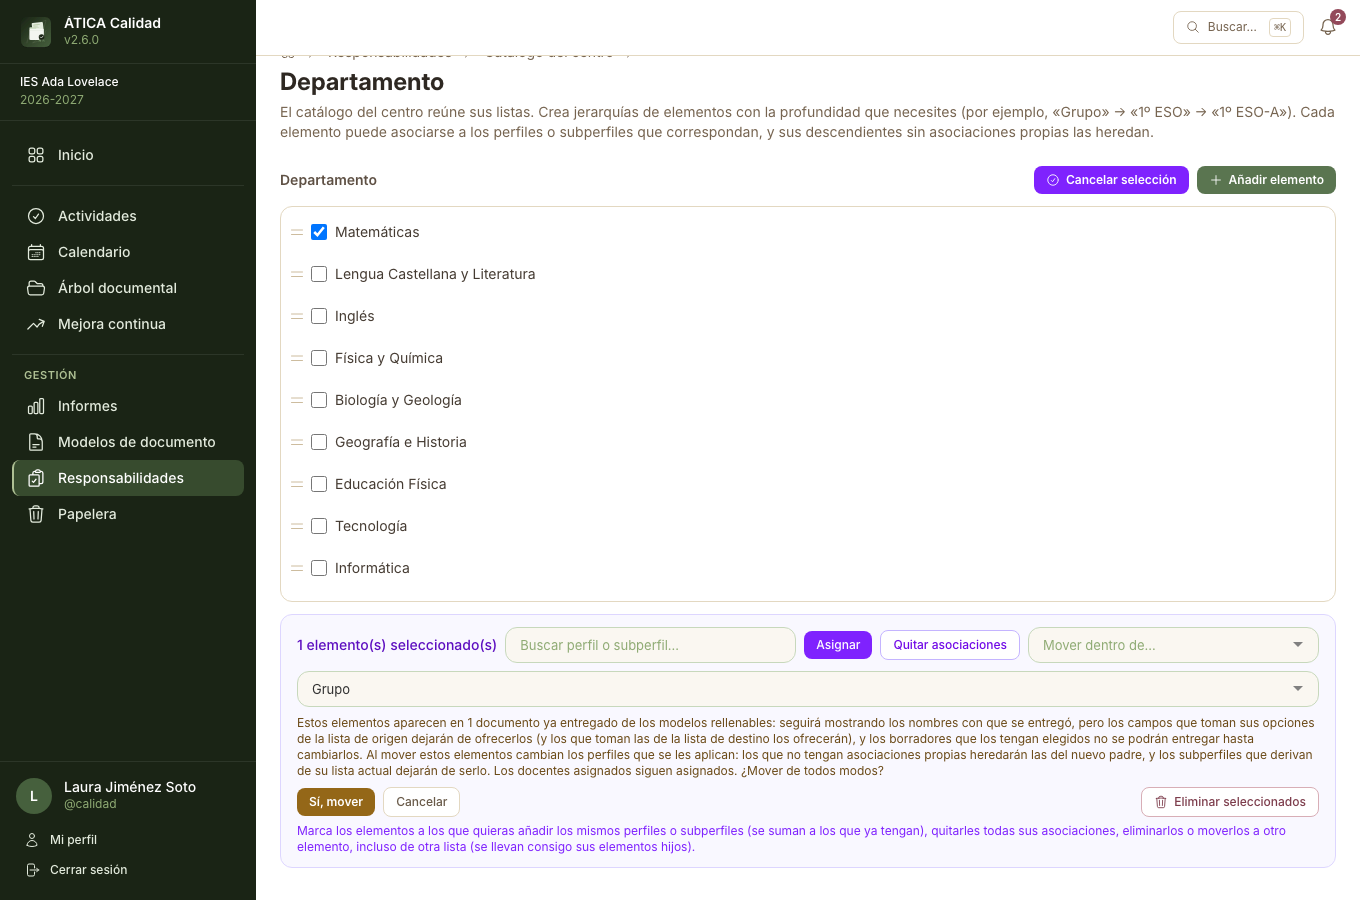 ÁTICA Calidad
v2.6.0
IES Ada Lovelace
2026-2027
Inicio
Actividades
Calendario
Árbol documental
Mejora continua
GESTIÓN
Informes
Modelos de documento
Responsabilidades
Papelera
L
Laura Jiménez Soto
@calidad
Mi perfil
Cerrar sesión
Buscar...
⌘K
2
Departamento
El catálogo del centro reúne sus listas. Crea jerarquías de elementos con la profundidad que necesites (por ejemplo, «Grupo» → «1º ESO» → «1º ESO-A»). Cada
elemento puede asociarse a los perfiles o subperfiles que correspondan, y sus descendientes sin asociaciones propias las heredan.
Departamento
Cancelar selección
Añadir elemento
Matemáticas
Lengua Castellana y Literatura
Inglés
Física y Química
Biología y Geología
Geografía e Historia
Educación Física
Tecnología
Informática
1 elemento(s) seleccionado(s)
Buscar perfil o subperfil...
Asignar
Quitar asociaciones
Mover dentro de...
Grupo
Estos elementos aparecen en 1 documento ya entregado de los modelos rellenables: seguirá mostrando los nombres con que se entregó, pero los campos que toman sus opciones
de la lista de origen dejarán de ofrecerlos (y los que toman las de la lista de destino los ofrecerán), y los borradores que los tengan elegidos no se podrán entregar hasta
cambiarlos. Al mover estos elementos cambian los perfiles que se les aplican: los que no tengan asociaciones propias heredarán las del nuevo padre, y los subperfiles que derivan
de su lista actual dejarán de serlo. Los docentes asignados siguen asignados. ¿Mover de todos modos?
Sí, mover
Cancelar
Eliminar seleccionados
Marca los elementos a los que quieras añadir los mismos perfiles o subperfiles (se suman a los que ya tengan), quitarles todas sus asociaciones, eliminarlos o moverlos a otro
elemento, incluso de otra lista (se llevan consigo sus elementos hijos).